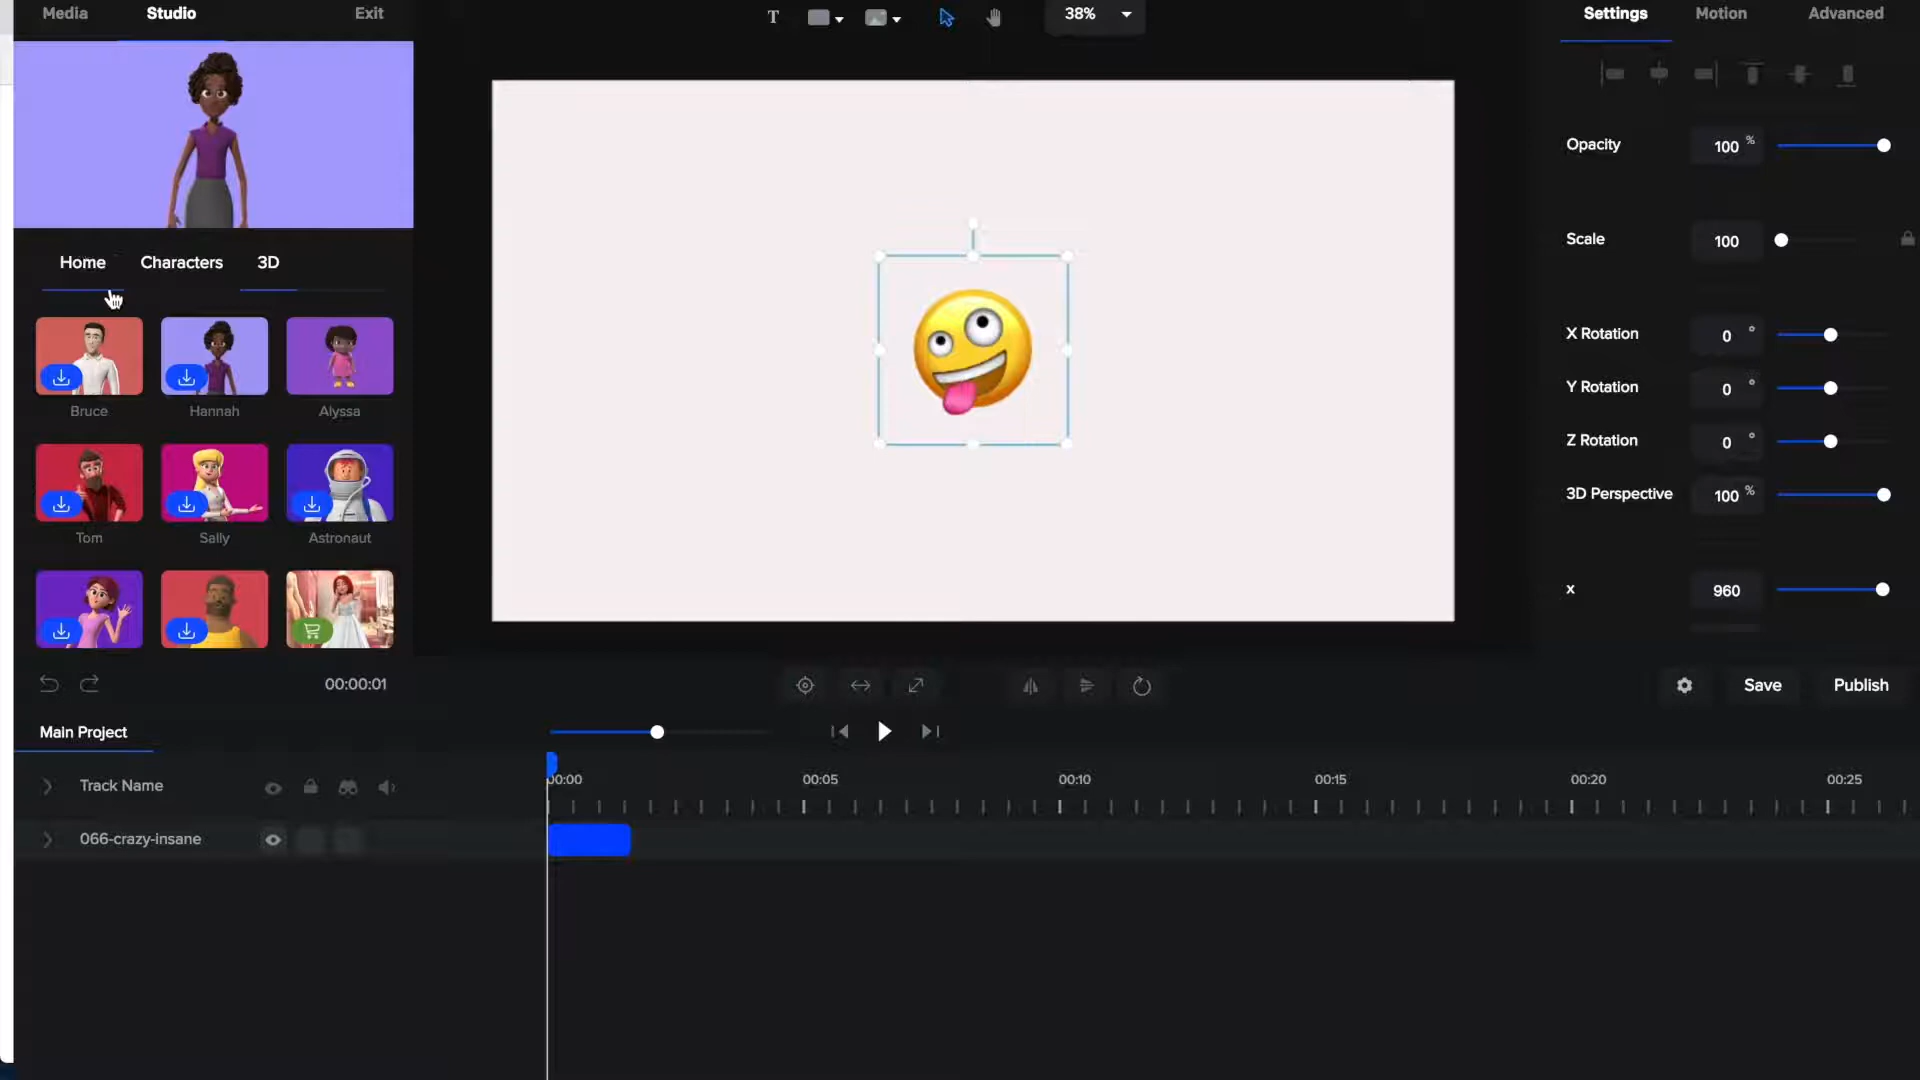 Media Studio Exit
T 38%
Settings Motion Advanced
Home Characters 3D
Bruce Hannah Alyssa
Tom Sally Astronaut
Opacity 100 %
Scale 100
X Rotation 0 °
Y Rotation 0 °
Z Rotation 0 °
3D Perspective 100 %
x 960
00:00:01
Save Publish
Main Project
Track Name
00:00 00:05 00:10 00:15 00:20 00:25
066-crazy-insane